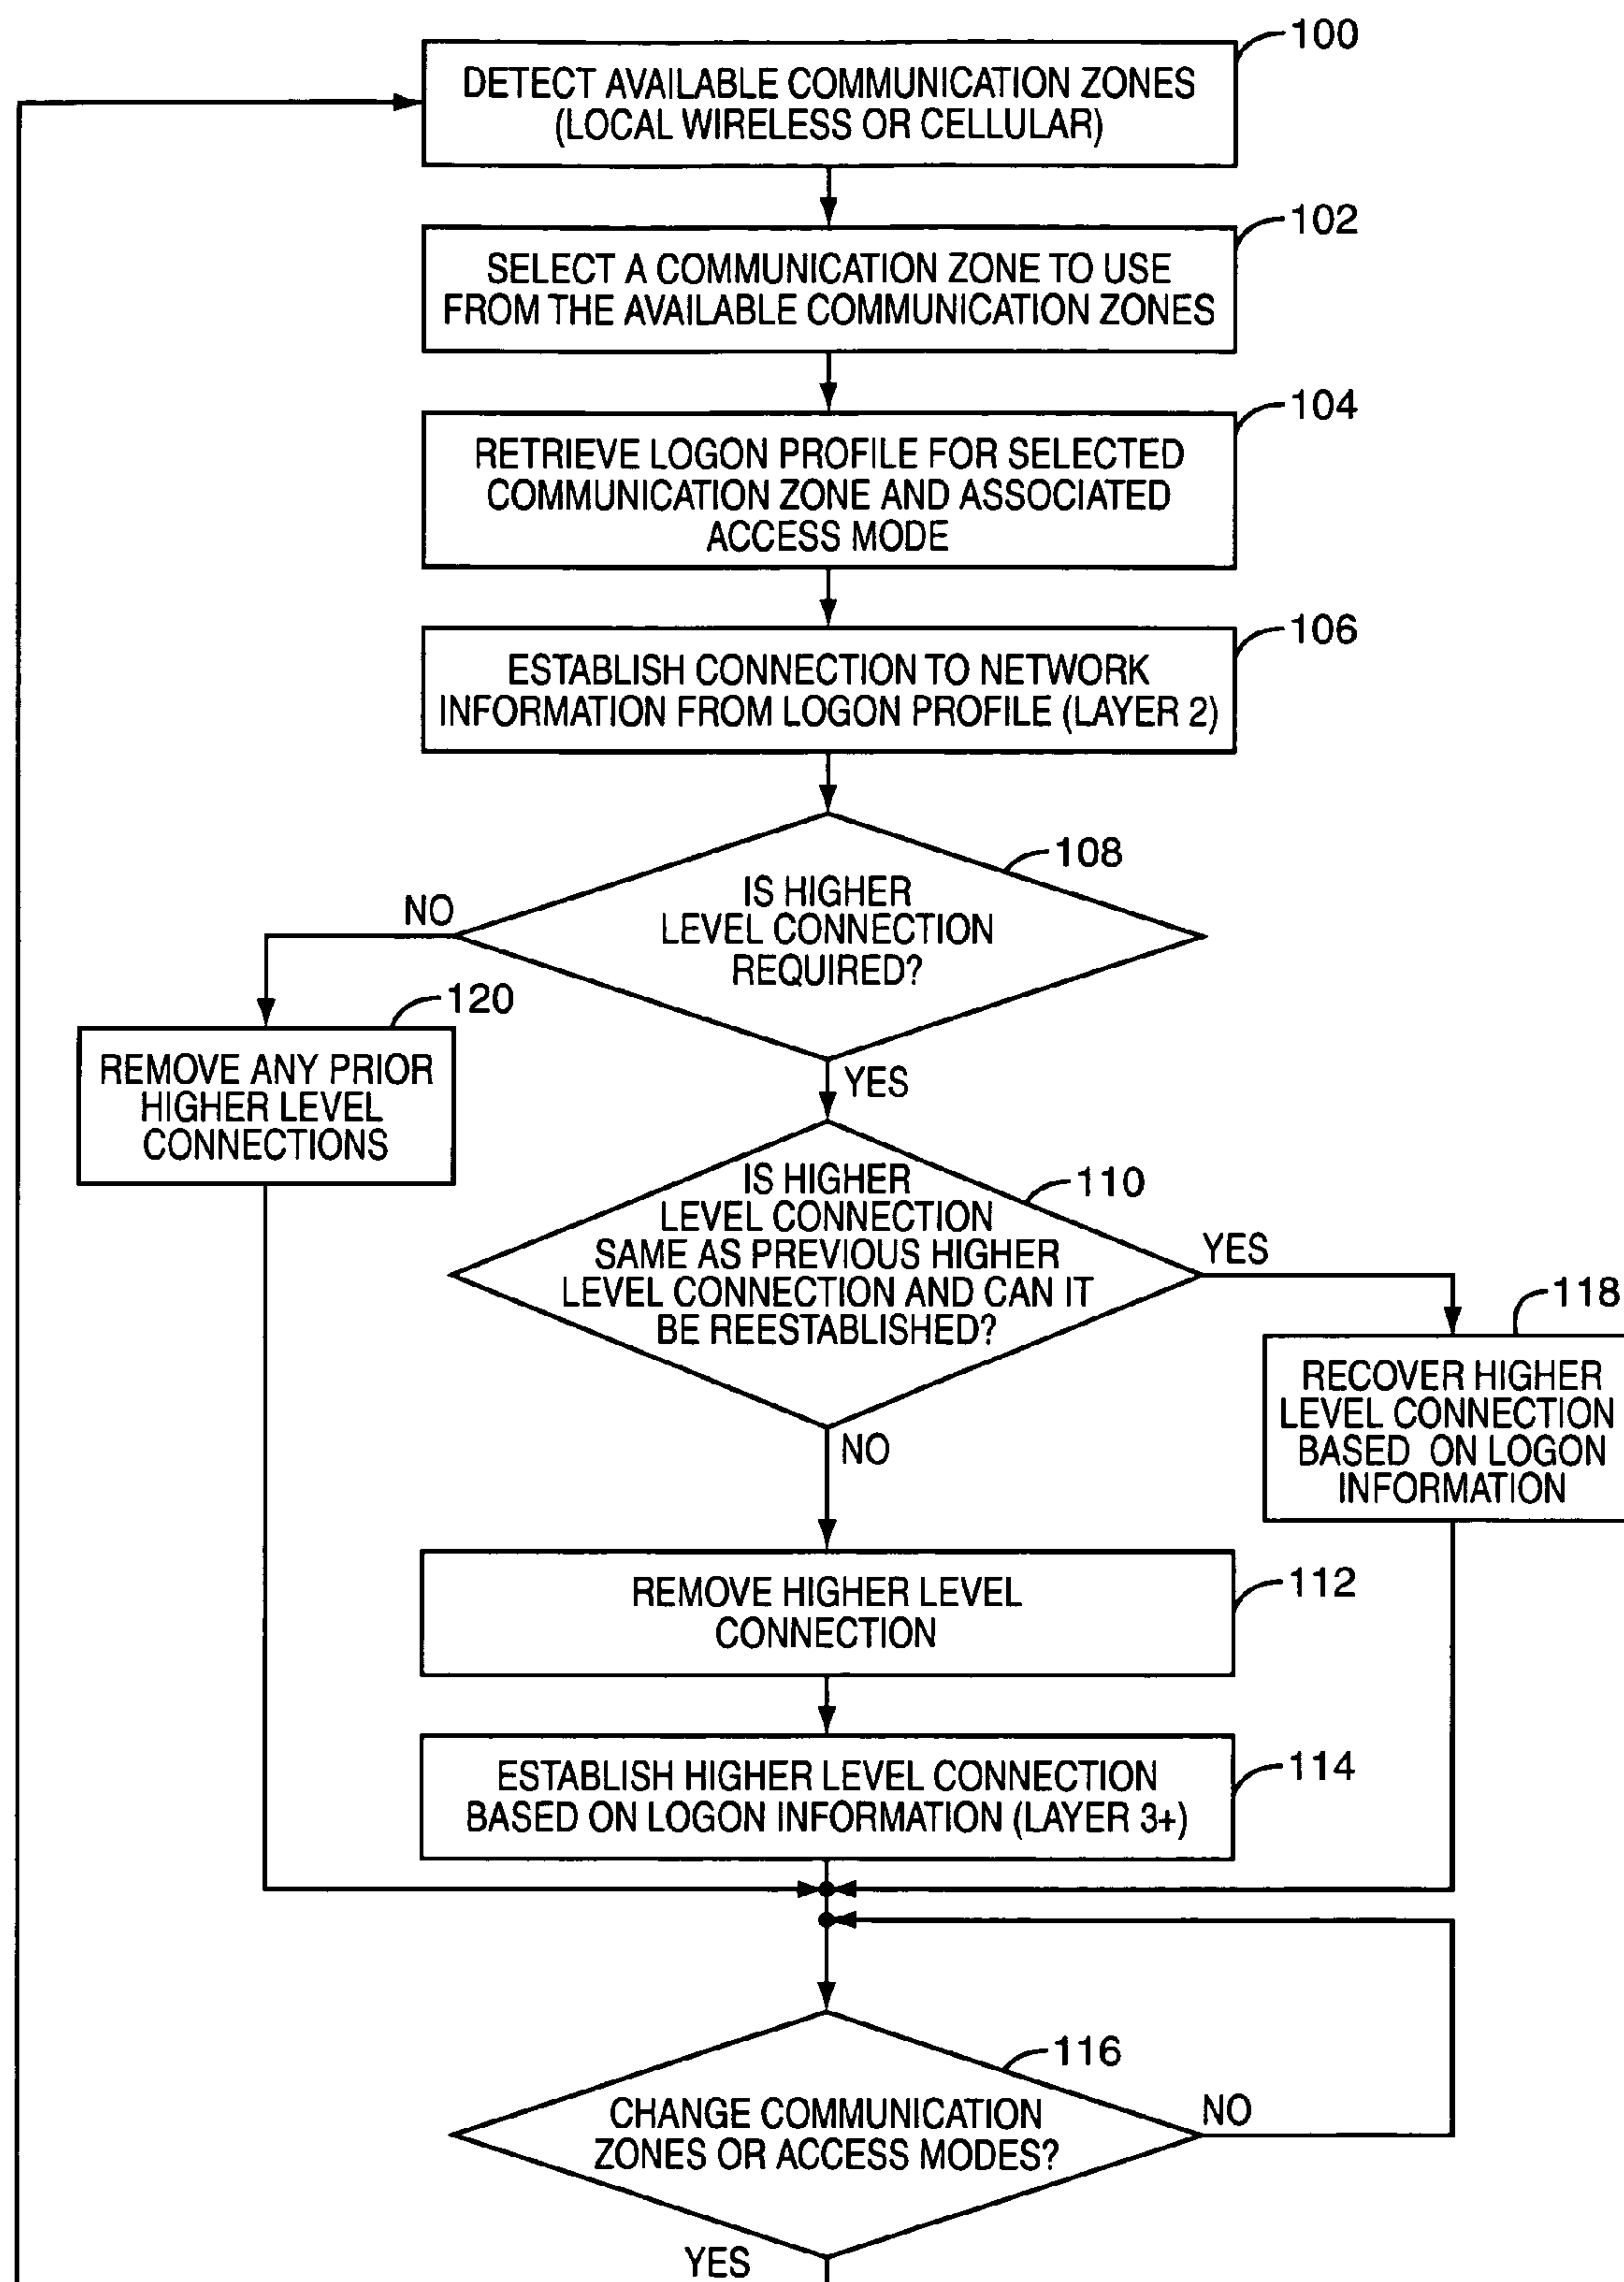 100
DETECT AVAILABLE COMMUNICATION ZONES
(LOCAL WIRELESS OR CELLULAR)
102
SELECT A COMMUNICATION ZONE TO USE
FROM THE AVAILABLE COMMUNICATION ZONES
104
RETRIEVE LOGON PROFILE FOR SELECTED
COMMUNICATION ZONE AND ASSOCIATED
ACCESS MODE
106
ESTABLISH CONNECTION TO NETWORK
INFORMATION FROM LOGON PROFILE (LAYER 2)
108
IS HIGHER
LEVEL CONNECTION
REQUIRED?
NO
120
REMOVE ANY PRIOR
HIGHER LEVEL
CONNECTIONS
YES
110
IS HIGHER
LEVEL CONNECTION
SAME AS PREVIOUS HIGHER
LEVEL CONNECTION AND CAN IT
BE REESTABLISHED?
YES
118
RECOVER HIGHER
LEVEL CONNECTION
BASED ON LOGON
INFORMATION
NO
112
REMOVE HIGHER LEVEL
CONNECTION
114
ESTABLISH HIGHER LEVEL CONNECTION
BASED ON LOGON INFORMATION (LAYER 3+)
116
CHANGE COMMUNICATION
ZONES OR ACCESS MODES?
NO
YES